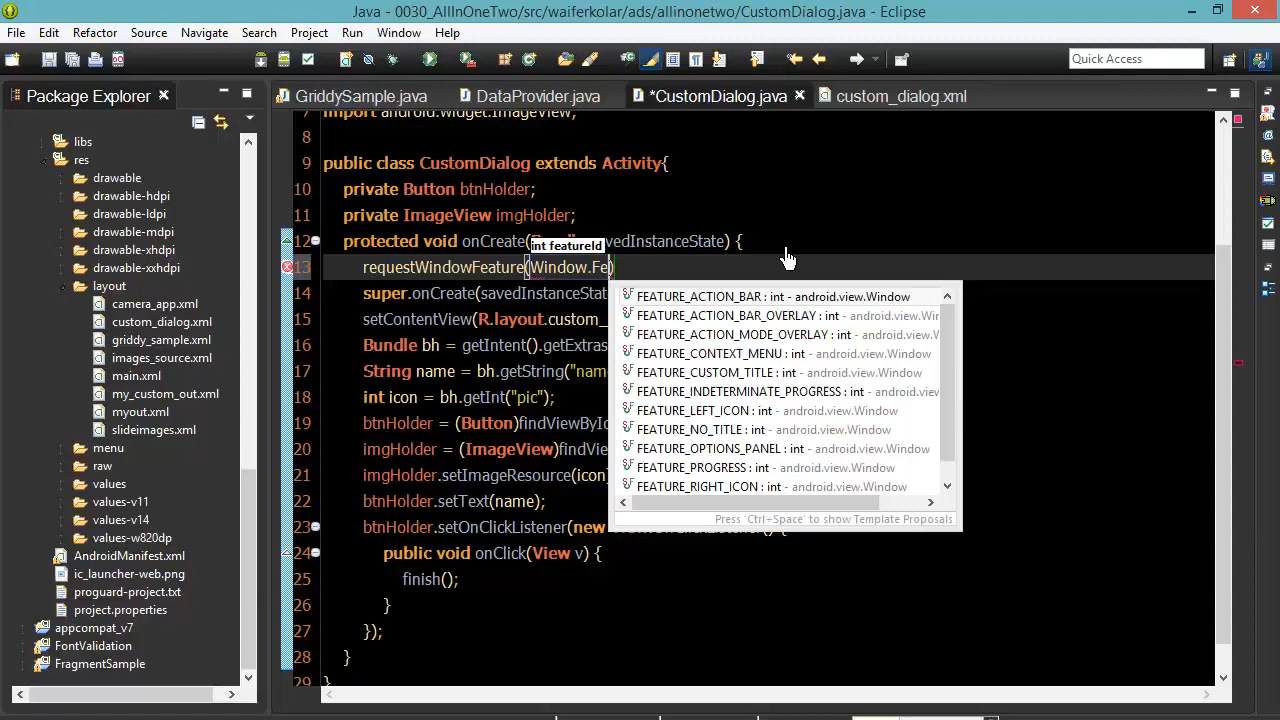 Java - 0030_AllInOneTwo/src/waiferkolar/ads/allinonetwo/CustomDialog.java - Eclipse
File Edit Refactor Source Navigate Search Project Run Window Help
Quick Access
Package Explorer
GriddySample.java DataProvider.java *CustomDialog.java custom_dialog.xml
libs
res
drawable
drawable-hdpi
drawable-ldpi
drawable-mdpi
drawable-xhdpi
drawable-xxhdpi
layout
camera_app.xml
custom_dialog.xml
griddy_sample.xml
images_source.xml
main.xml
my_custom_out.xml
myout.xml
slideimages.xml
menu
raw
values
values-v11
values-v14
values-w820dp
AndroidManifest.xml
ic_launcher-web.png
proguard-project.txt
project.properties
appcompat_v7
FontValidation
FragmentSample
7 import android.widget.ImageView;
8
9 public class CustomDialog extends Activity{
10 private Button btnHolder;
11 private ImageView imgHolder;
12 protected void onCreate( vedInstanceState) {
int featureId
13 requestWindowFeature(Window.Fe)
14 super.onCreate(savedInstanceStat
15 setContentView(R.layout.custom_
16 Bundle bh = getIntent().getExtras
17 String name = bh.getString("nam
18 int icon = bh.getInt("pic");
19 btnHolder = (Button)findViewByIc
20 imgHolder = (ImageView)findVie
21 imgHolder.setImageResource(icon)
22 btnHolder.setText(name);
23 btnHolder.setOnClickListener(new
24 public void onClick(View v) {
25 finish();
26 }
27 });
28 }
29 }
FEATURE_ACTION_BAR : int - android.view.Window
FEATURE_ACTION_BAR_OVERLAY : int - android.view.Wir
FEATURE_ACTION_MODE_OVERLAY : int - android.view.
FEATURE_CONTEXT_MENU : int - android.view.Window
FEATURE_CUSTOM_TITLE : int - android.view.Window
FEATURE_INDETERMINATE_PROGRESS : int - android.view
FEATURE_LEFT_ICON : int - android.view.Window
FEATURE_NO_TITLE : int - android.view.Window
FEATURE_OPTIONS_PANEL : int - android.view.Window
FEATURE_PROGRESS : int - android.view.Window
FEATURE_RIGHT_ICON : int - android.view.Window
Press 'Ctrl+Space' to show Template Proposals